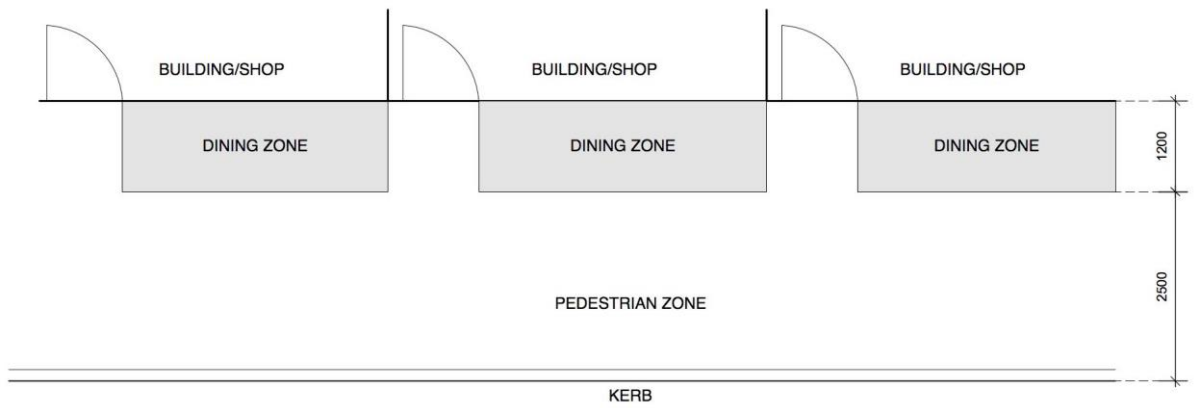 BUILDING/SHOP
BUILDING/SHOP
BUILDING/SHOP
DINING ZONE
DINING ZONE
DINING ZONE
1200
PEDESTRIAN ZONE
2500
KERB